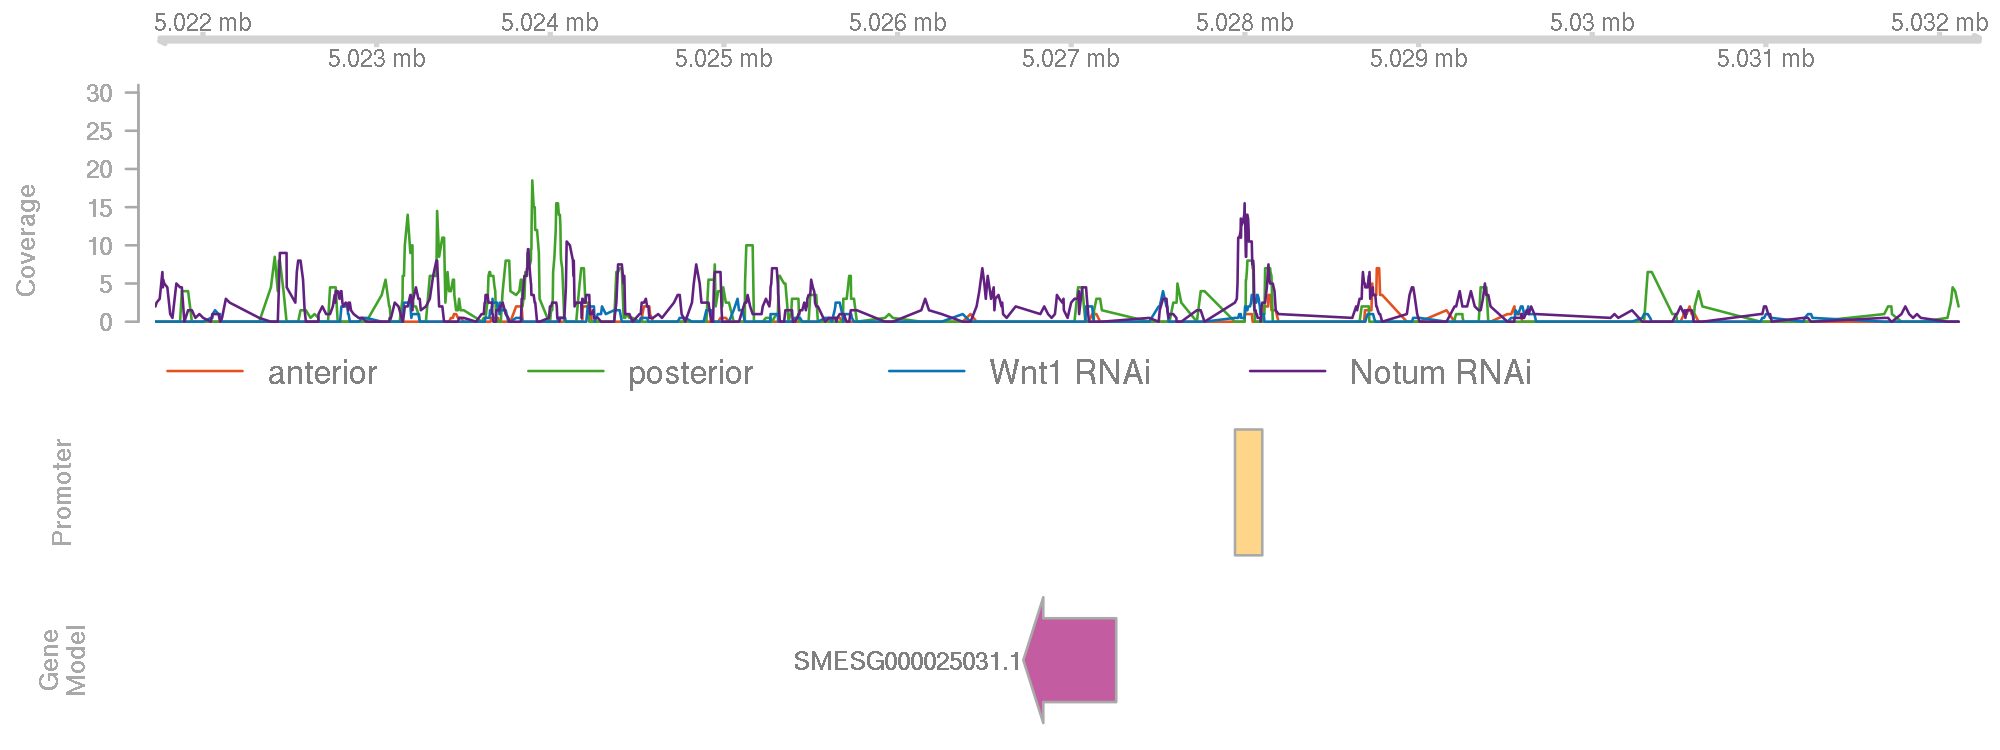 5.022 mb 5.024 mb 5.026 mb 5.028 mb 5.03 mb 5.032 mb
5.023 mb 5.025 mb 5.027 mb 5.029 mb 5.031 mb
30
25
20
15
10
5
0
Coverage
anterior posterior Wnt1 RNAi Notum RNAi
Promoter
Gene
Model
SMESG000025031.1